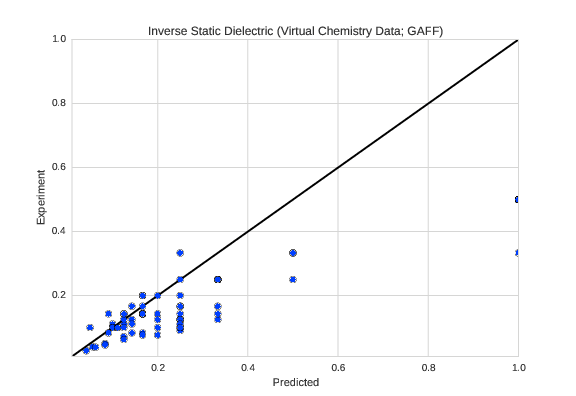 Inverse Static Dielectric (Virtual Chemistry Data; GAFF)
1.0
0.8
0.6
0.4
0.2
Experiment
0.2 0.4 0.6 0.8 1.0
Predicted